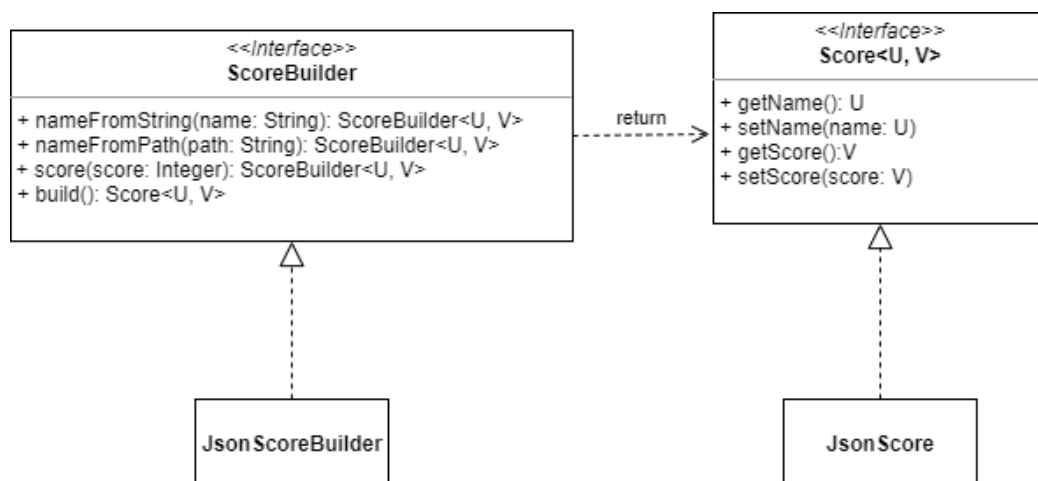 <<Interface>>
ScoreBuilder
+ nameFromString(name: String): ScoreBuilder<U, V>
+ nameFromPath(path: String): ScoreBuilder<U, V>
+ score(score: Integer): ScoreBuilder<U, V>
+ build(): Score<U, V>
return
<<Interface>>
Score<U, V>
+ getName(): U
+ setName(name: U)
+ getScore():V
+ setScore(score: V)
JsonScoreBuilder
JsonScore